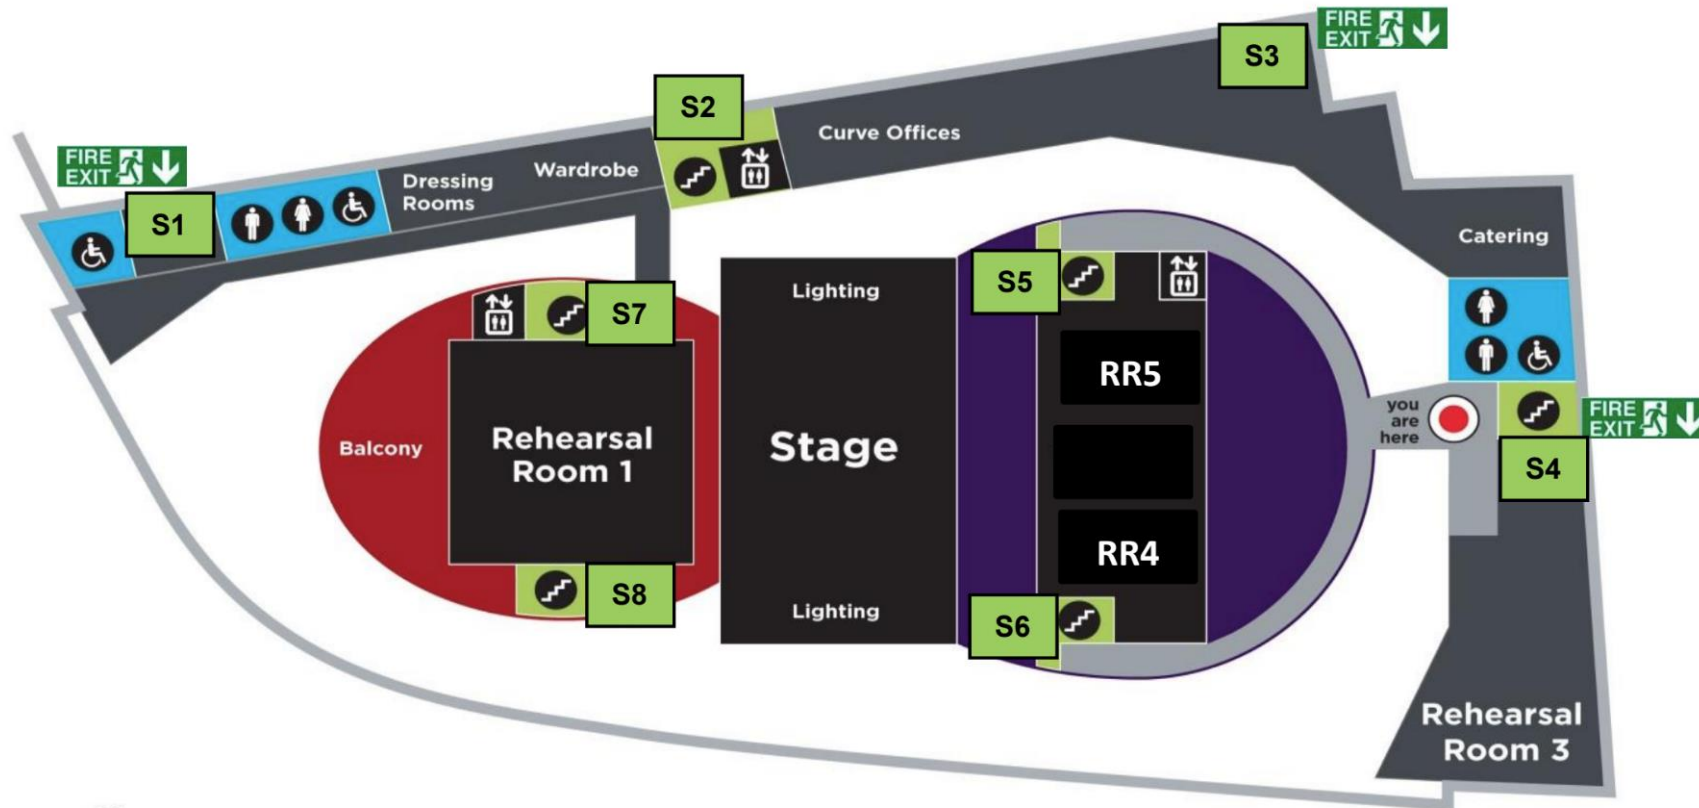 FIRE
EXIT
S3
S2
Curve Offices
FIRE
EXIT
Wardrobe
Dressing
Rooms
S1
Catering
S5
Lighting
S7
RR5
you
are
here
FIRE
EXIT
Balcony
Rehearsal
Room 1
Stage
S4
RR4
S8
Lighting
S6
Rehearsal
Room 3